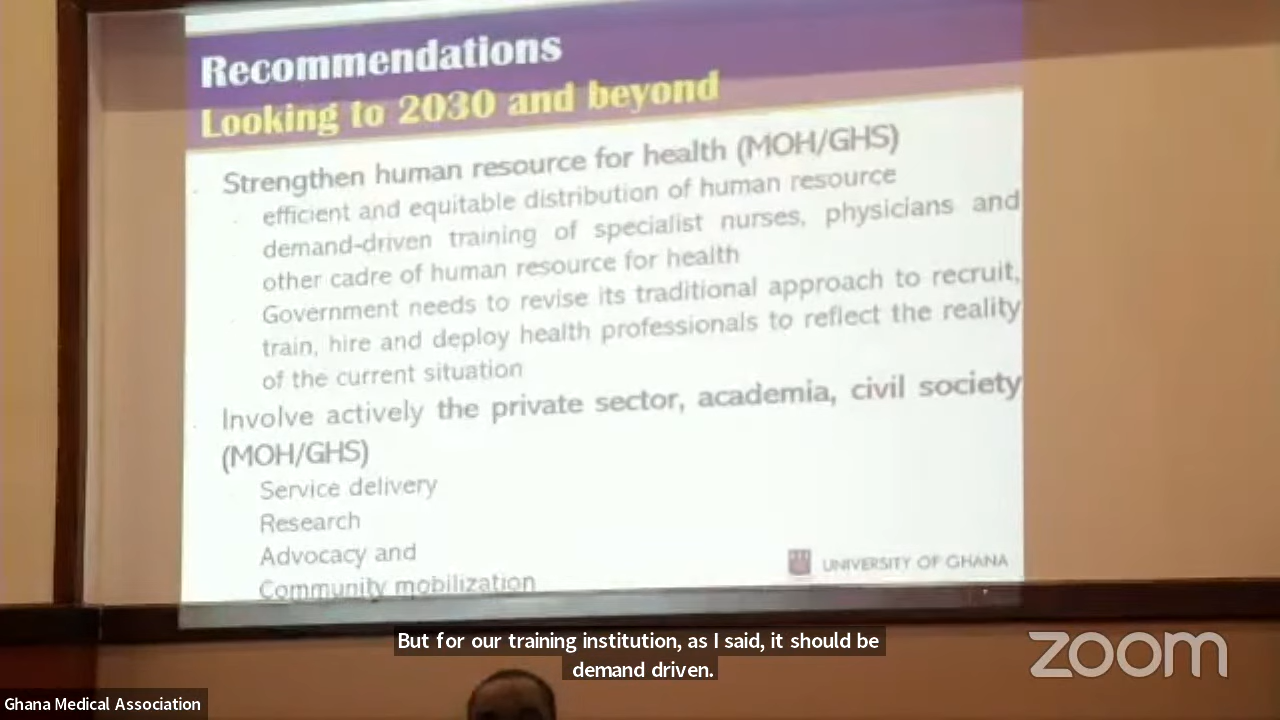 Recommendations
Looking to 2030 and beyond
Strengthen human resource for health (MOH/GHS)
efficient and equitable distribution of human resource
demand-driven training of specialist nurses, physicians and
other cadre of human resource for health
Government needs to revise its traditional approach to recruit,
train, hire and deploy health professionals to reflect the reality
of the current situation
Involve actively the private sector, academia, civil society
(MOH/GHS)
Service delivery
Research
Advocacy and
Community mobilization
UNIVERSITY OF GHANA
But for our training institution, as I said, it should be
demand driven.
zoom
Ghana Medical Association